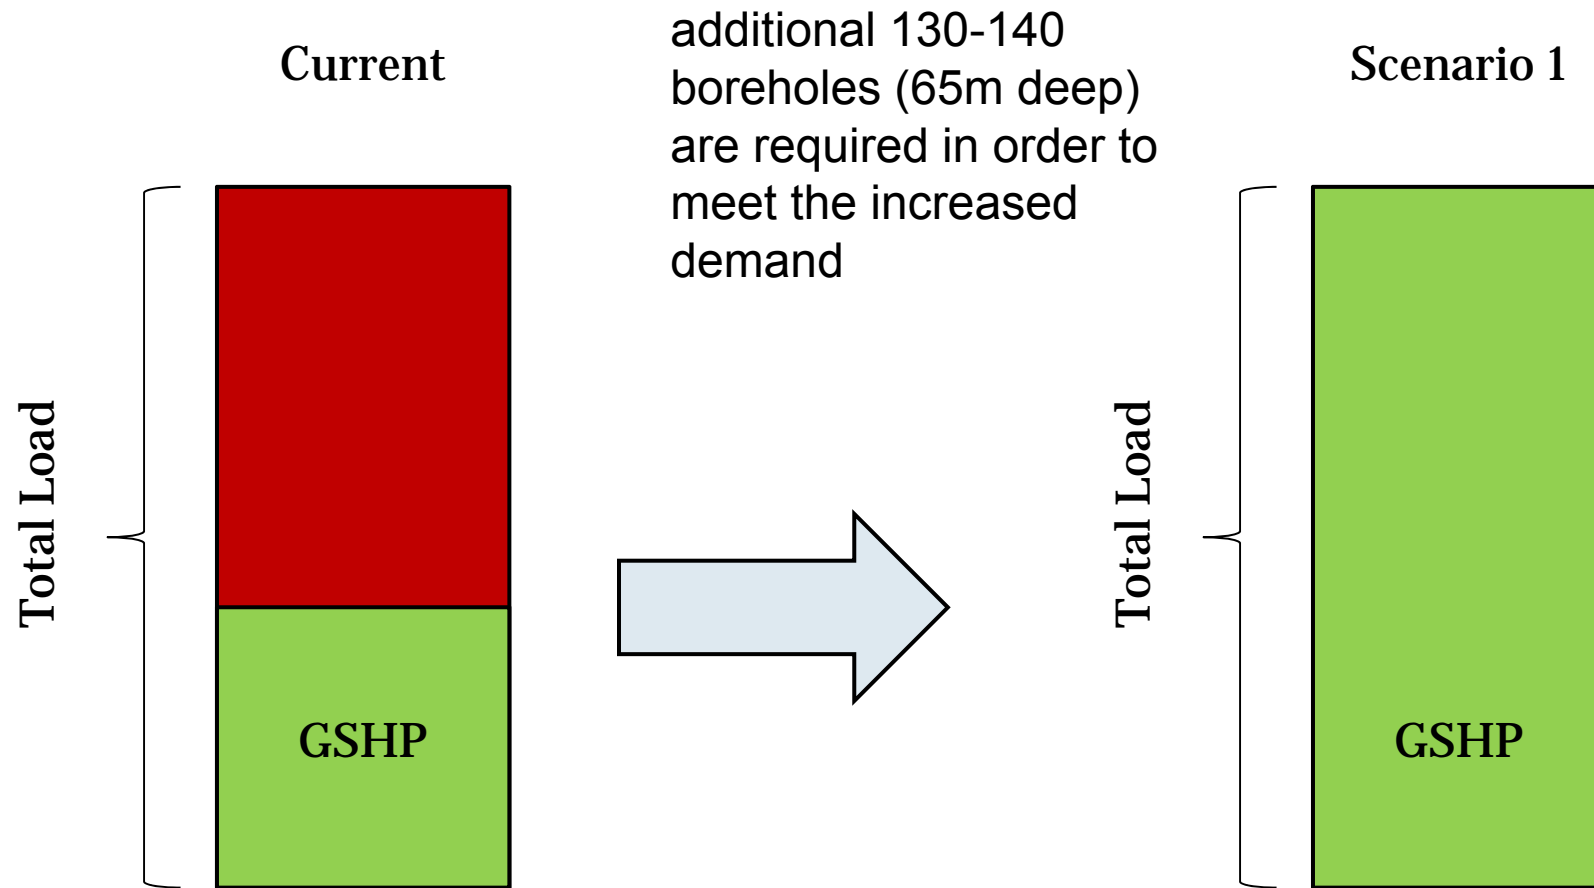 Current
additional 130-140
boreholes (65m deep)
are required in order to
meet the increased
demand
Scenario 1
Total Load
GSHP
Total Load
GSHP